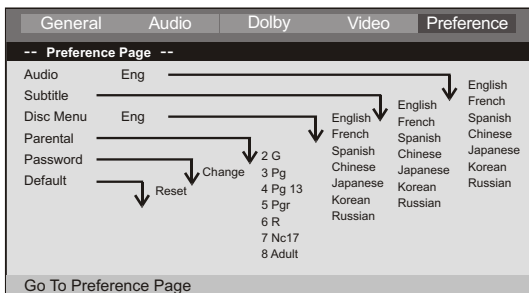 General Audio Dolby Video Preference
-- Preference Page --
Audio Eng
Subtitle
Disc Menu Eng
Parental
Password
Default
Reset
Change
2 G
3 Pg
4 Pg 13
5 Pgr
6 R
7 Nc17
8 Adult
English
French
Spanish
Chinese
Japanese
Korean
Russian
English
French
Spanish
Chinese
Japanese
Korean
Russian
English
French
Spanish
Chinese
Japanese
Korean
Russian
Go To Preference Page